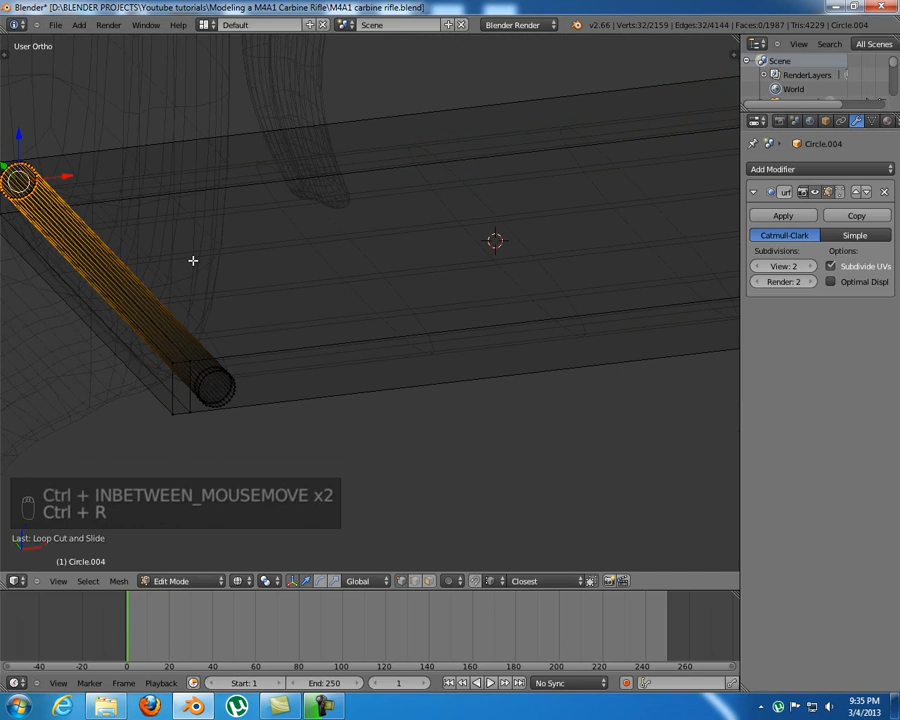 Blender* [D:\BLENDER PROJECTS\Youtube tutorials\Modeling a M4A1 Carbine Rifle\M4A1 carbine rifle.blend]
File Add Render Window Help Default Scene Blender Render v2.66 | Verts:32/2159 | Edges:32/4144 | Faces:0/1987 | Tris:4229 | Circle.004
User Ortho
View Search All Scenes
Scene
RenderLayers
World
Circle.004
Add Modifier
urf
Apply Copy
Catmull-Clark Simple
Subdivisions: Options:
View: 2 Subdivide UVs
Render: 2 Optimal Displ
Ctrl + INBETWEEN_MOUSEMOVE x2
Ctrl + R
Last: Loop Cut and Slide
(1) Circle.004
View Select Mesh Edit Mode Global Closest
-40 -20 0 20 40 60 80 100 120 140 160 180 200 220 240 260
View Marker Frame Playback Start: 1 End: 250 1 No Sync
9:35 PM
3/4/2013